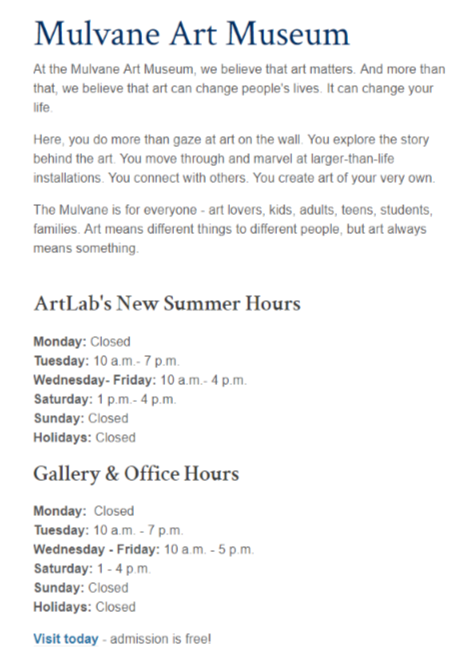 Mulvane Art Museum
At the Mulvane Art Museum, we believe that art matters. And more than
that, we believe that art can change people's lives. It can change your
life.
Here, you do more than gaze at art on the wall. You explore the story
behind the art. You move through and marvel at larger-than-life
installations. You connect with others. You create art of your very own.
The Mulvane is for everyone - art lovers, kids, adults, teens, students,
families. Art means different things to different people, but art always
means something.
ArtLab's New Summer Hours
Monday: Closed
Tuesday: 10 a.m.- 7 p.m.
Wednesday- Friday: 10 a.m.- 4 p.m.
Saturday: 1 p.m.- 4 p.m.
Sunday: Closed
Holidays: Closed
Gallery & Office Hours
Monday: Closed
Tuesday: 10 a.m. - 7 p.m.
Wednesday - Friday: 10 a.m. - 5 p.m.
Saturday: 1 - 4 p.m.
Sunday: Closed
Holidays: Closed
Visit today - admission is free!